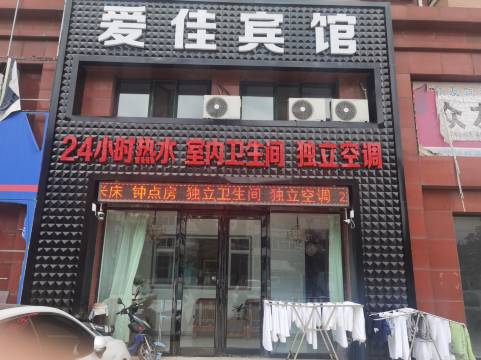 爱佳宾馆
24小时热水 室内卫生间 独立空调
床 钟点房 独立卫生间 独立空调 2